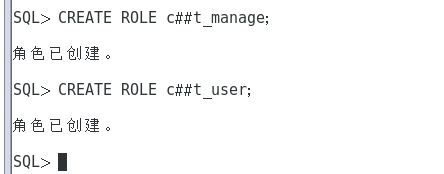 SQL> CREATE ROLE c##t_manage;
角色已创建。
SQL> CREATE ROLE c##t_user;
角色已创建。
SQL>